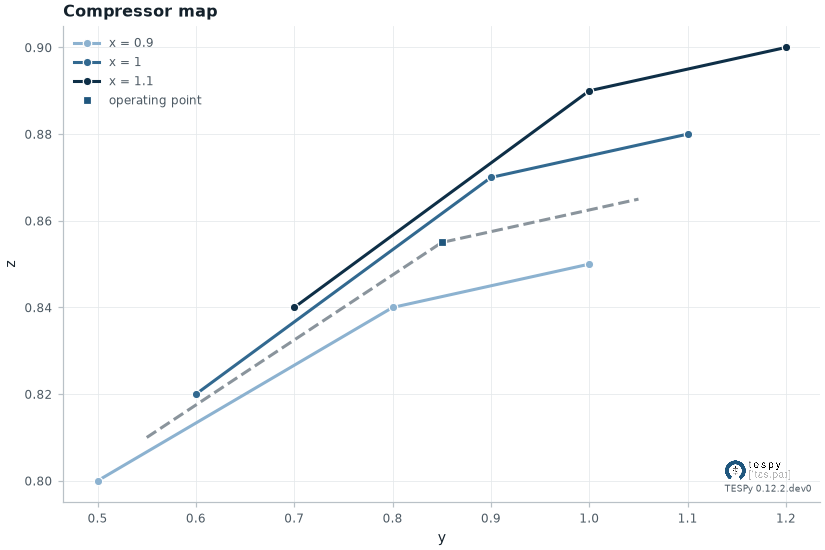 Compressor map
x = 0.9
x = 1
x = 1.1
operating point
0.90
0.88
0.86
0.84
0.82
0.80
z
0.5 0.6 0.7 0.8 0.9 1.0 1.1 1.2
y
tespy
[ˈtɛs.paɪ]
TESPy 0.12.2.dev0